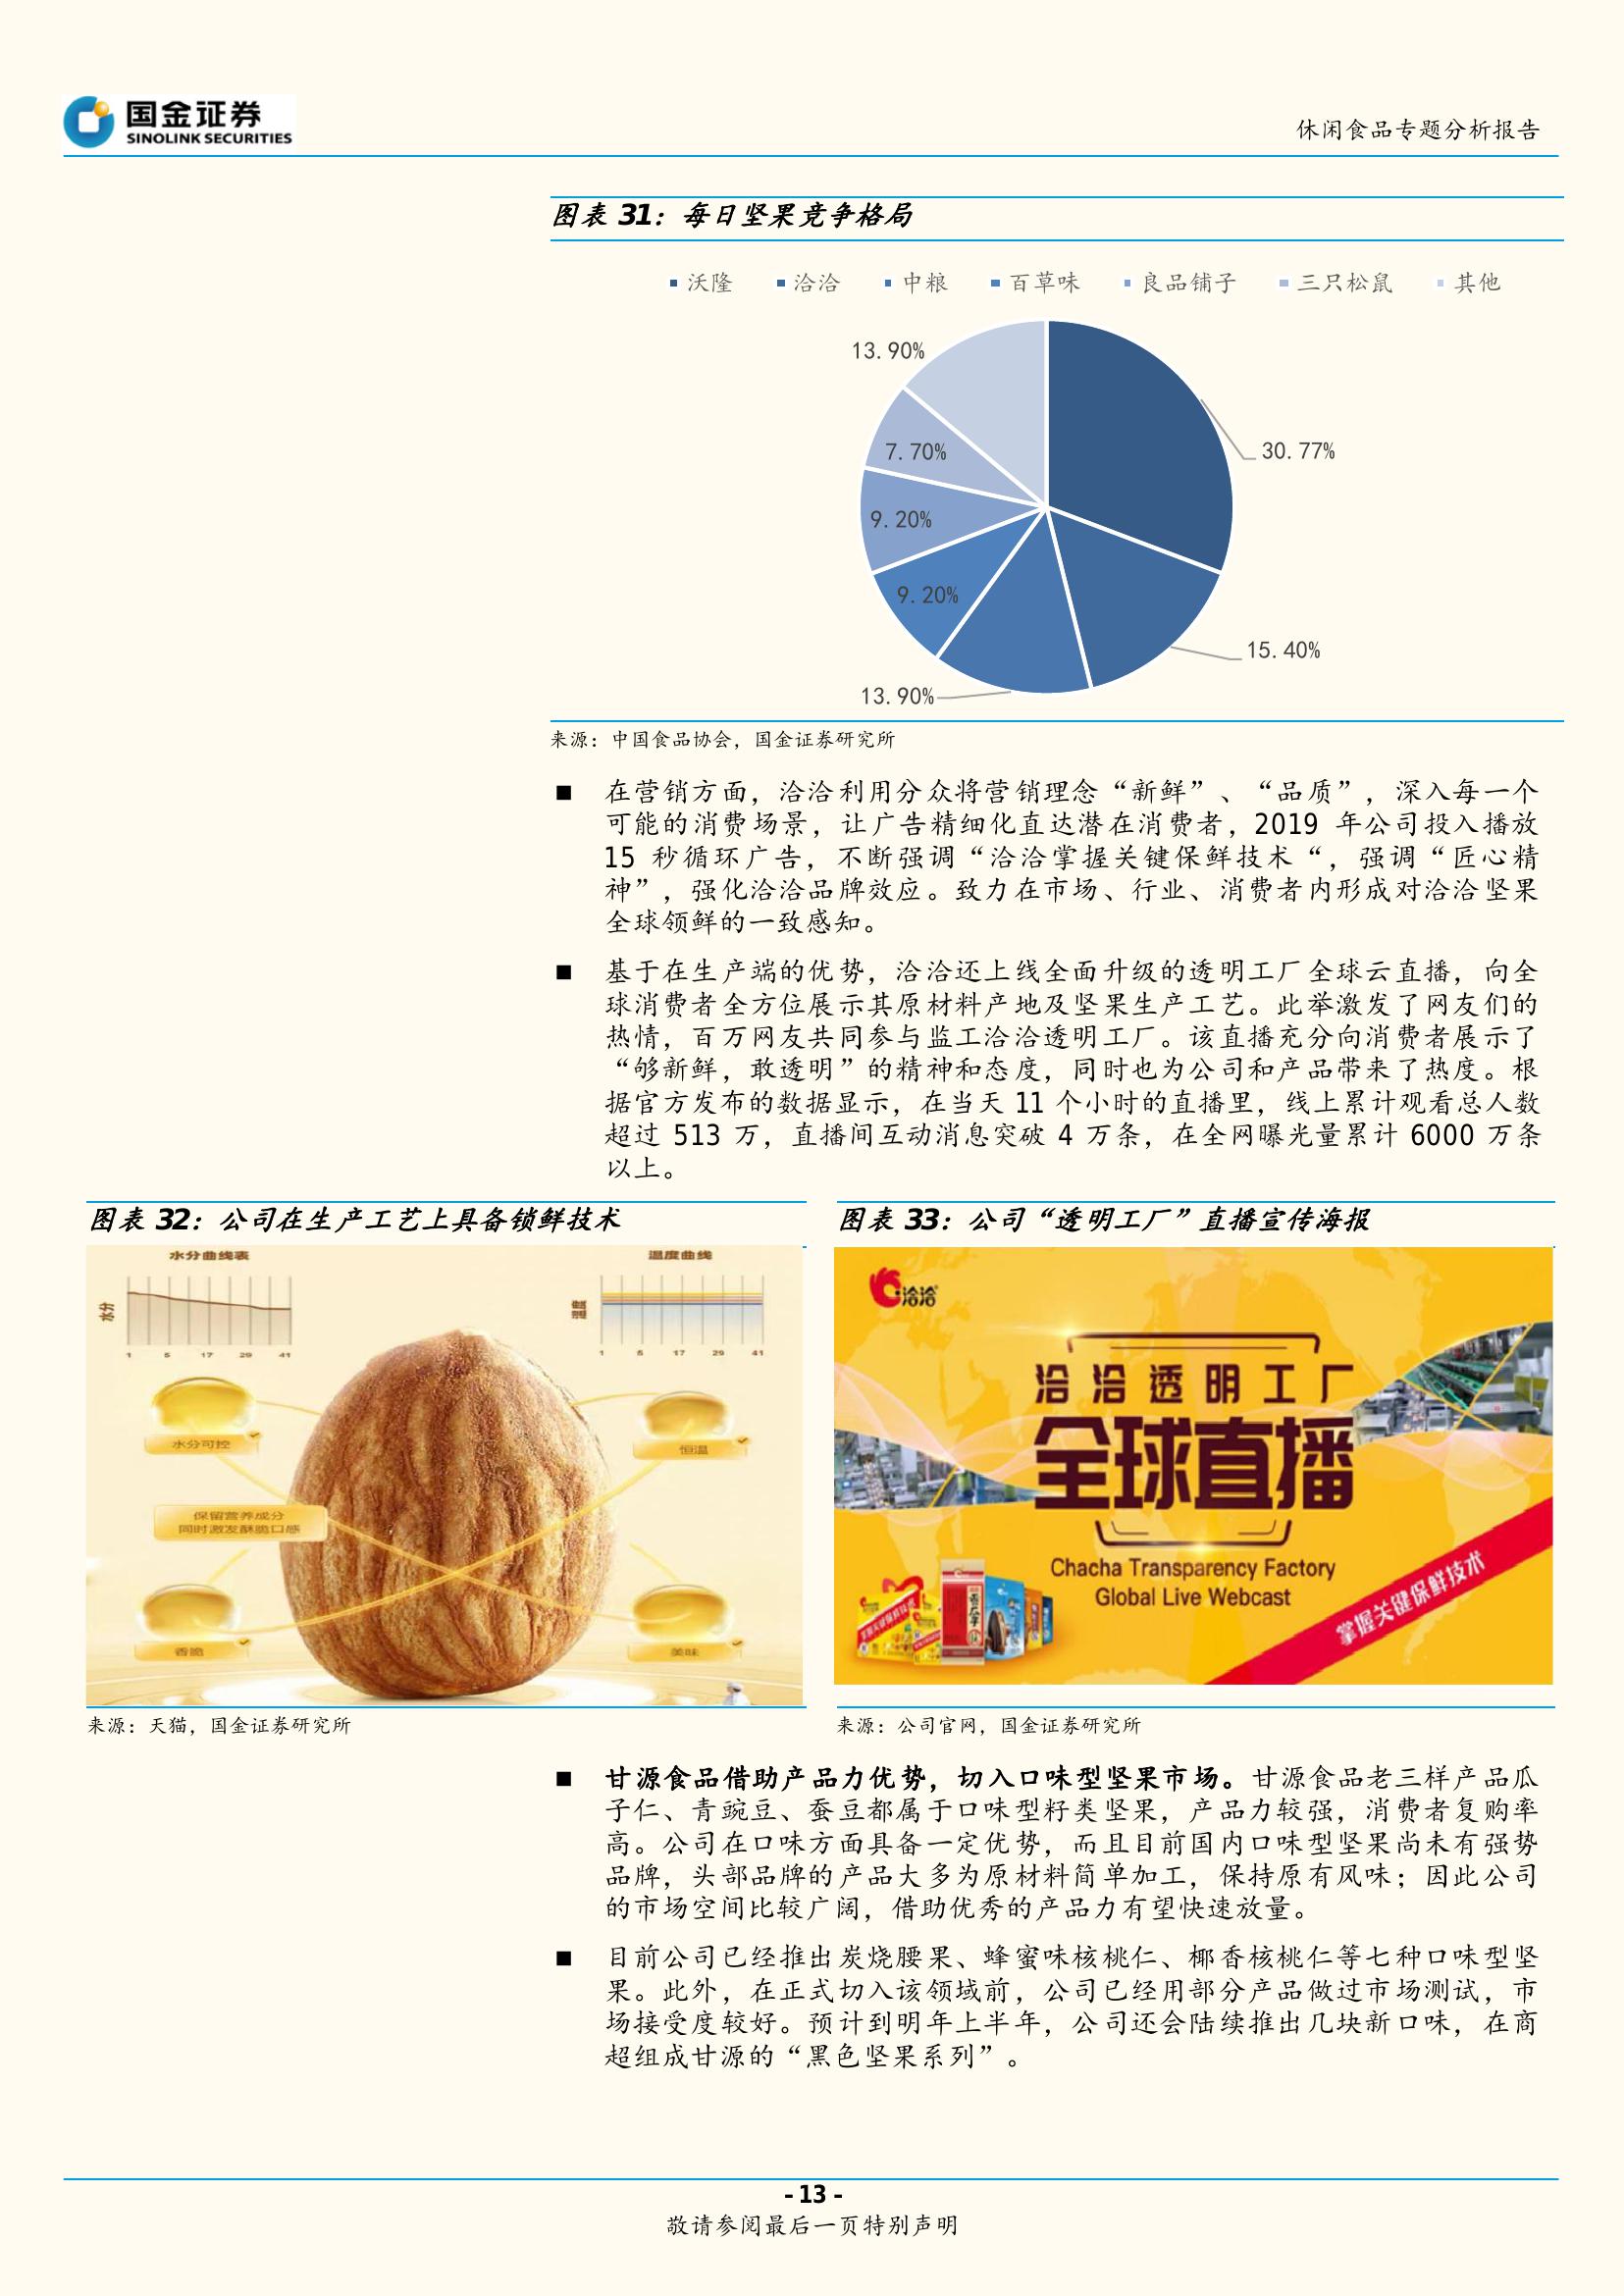 国金证券
SINOLINK SECURITIES
休闲食品专题分析报告
图表 31：每日坚果竞争格局
沃隆 洽洽 中粮 百草味 良品铺子 三只松鼠 其他
13.90%
30.77%
7.70%
9.20%
9.20%
15.40%
13.90%
来源：中国食品协会，国金证券研究所
■ 在营销方面，洽洽利用分众将营销理念“新鲜”、“品质”，深入每一个
可能的消费场景，让广告精细化直达潜在消费者，2019 年公司投入播放
15 秒循环广告，不断强调“洽洽掌握关键保鲜技术“，强调“匠心精
神”，强化洽洽品牌效应。致力在市场、行业、消费者内形成对洽洽坚果
全球领鲜的一致感知。
■ 基于在生产端的优势，洽洽还上线全面升级的透明工厂全球云直播，向全
球消费者全方位展示其原材料产地及坚果生产工艺。此举激发了网友们的
热情，百万网友共同参与监工洽洽透明工厂。该直播充分向消费者展示了
“够新鲜，敢透明”的精神和态度，同时也为公司和产品带来了热度。根
据官方发布的数据显示，在当天 11 个小时的直播里，线上累计观看总人数
超过 513 万，直播间互动消息突破 4 万条，在全网曝光量累计 6000 万条
以上。
图表 32：公司在生产工艺上具备锁鲜技术
水分曲线表
温度曲线
水分
温度
1 5 17 29 41
1 5 17 29 41
水分可控
恒温
保留营养成分
同时激发酥脆口感
香脆
美味
来源：天猫，国金证券研究所
图表 33：公司“透明工厂”直播宣传海报
洽洽
洽洽透明工厂
全球直播
Chacha Transparency Factory
Global Live Webcast
掌握关键保鲜技术
来源：公司官网，国金证券研究所
■ 甘源食品借助产品力优势，切入口味型坚果市场。甘源食品老三样产品瓜
子仁、青豌豆、蚕豆都属于口味型籽类坚果，产品力较强，消费者复购率
高。公司在口味方面具备一定优势，而且目前国内口味型坚果尚未有强势
品牌，头部品牌的产品大多为原材料简单加工，保持原有风味；因此公司
的市场空间比较广阔，借助优秀的产品力有望快速放量。
■ 目前公司已经推出炭烧腰果、蜂蜜味核桃仁、椰香核桃仁等七种口味型坚
果。此外，在正式切入该领域前，公司已经用部分产品做过市场测试，市
场接受度较好。预计到明年上半年，公司还会陆续推出几块新口味，在商
超组成甘源的“黑色坚果系列”。
- 13 -
敬请参阅最后一页特别声明